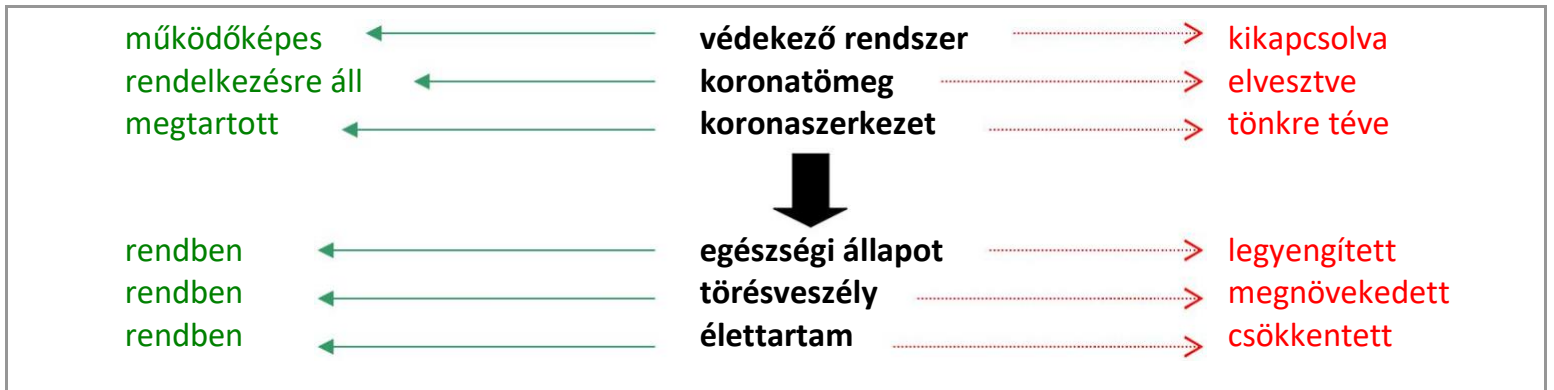 működőképes védekező rendszer kikapcsolva
rendelkezésre áll koronatömeg elvesztve
megtartott koronaszerkezet tönkre téve
rendben egészségi állapot legyengített
rendben törésveszély megnövekedett
rendben élettartam csökkentett